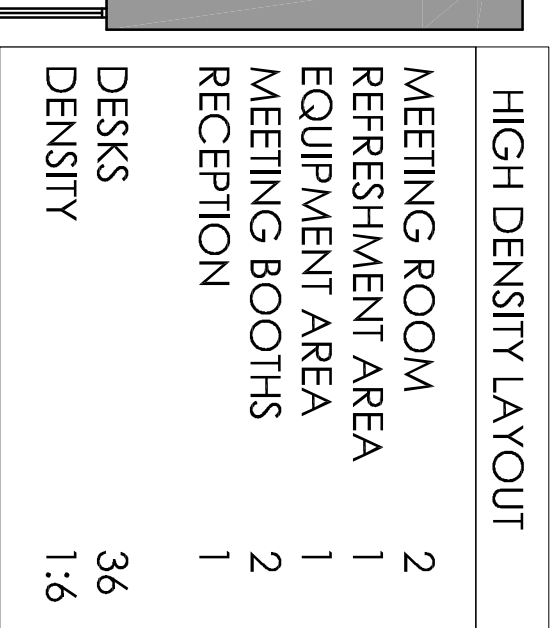 HIGH DENSITY LAYOUT
MEETING ROOM 2
REFRESHMENT AREA 1
EQUIPMENT AREA 1
MEETING BOOTHS 2
RECEPTION 1
DESKS 36
DENSITY 1:6